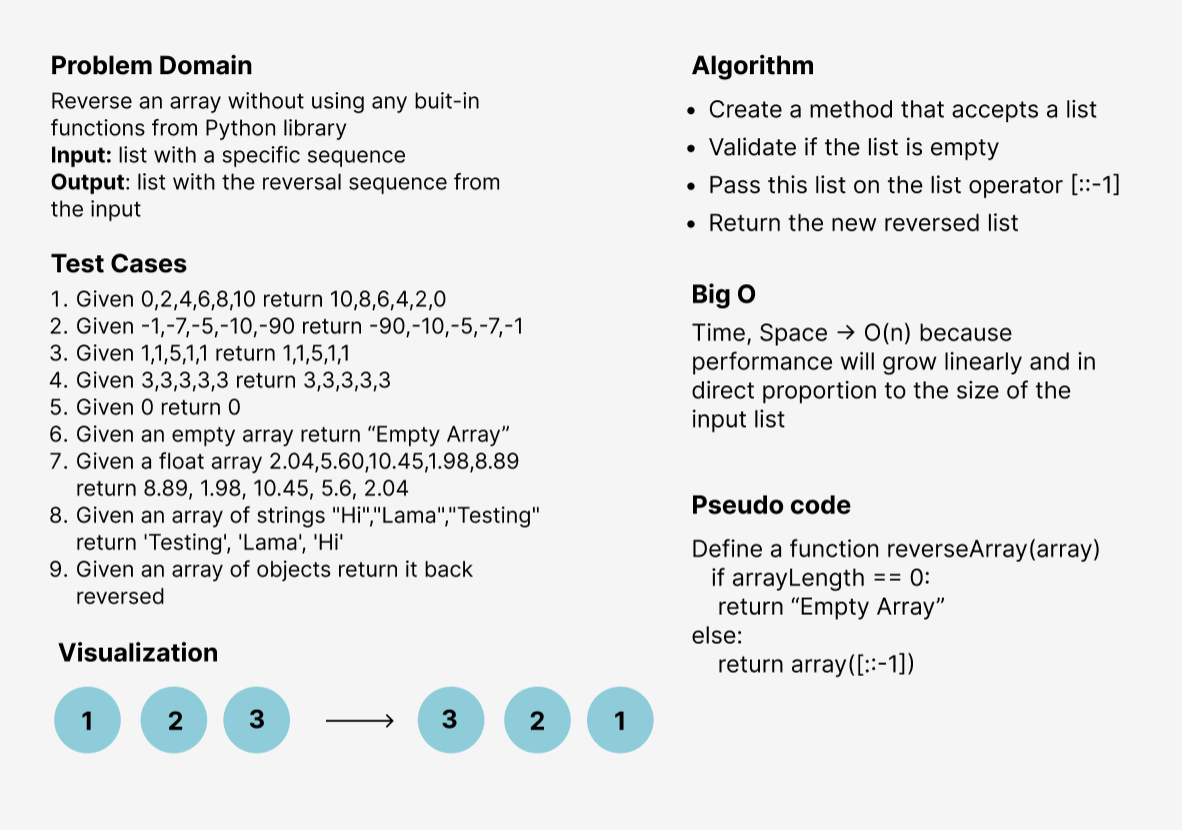 Problem Domain
Reverse an array without using any buit-in
functions from Python library
Input: list with a specific sequence
Output: list with the reversal sequence from
the input
Test Cases
1. Given 0,2,4,6,8,10 return 10,8,6,4,2,0
2. Given -1,-7,-5,-10,-90 return -90,-10,-5,-7,-1
3. Given 1,1,5,1,1 return 1,1,5,1,1
4. Given 3,3,3,3,3 return 3,3,3,3,3
5. Given 0 return 0
6. Given an empty array return “Empty Array”
7. Given a float array 2.04,5.60,10.45,1.98,8.89
return 8.89, 1.98, 10.45, 5.6, 2.04
8. Given an array of strings "Hi","Lama","Testing"
return 'Testing', 'Lama', 'Hi'
9. Given an array of objects return it back
reversed
Visualization
1 2 3 → 3 2 1
Algorithm
• Create a method that accepts a list
• Validate if the list is empty
• Pass this list on the list operator [::-1]
• Return the new reversed list
Big O
Time, Space → O(n) because
performance will grow linearly and in
direct proportion to the size of the
input list
Pseudo code
Define a function reverseArray(array)
if arrayLength == 0:
return “Empty Array”
else:
return array([::-1])